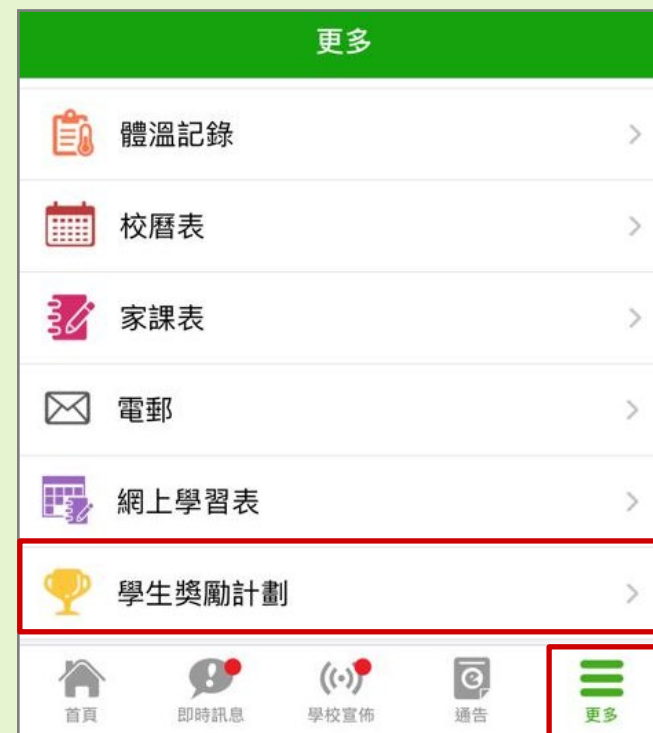 更多
體溫記錄
校曆表
家課表
電郵
網上學習表
學生獎勵計劃
首頁
即時訊息
學校宣佈
通告
更多